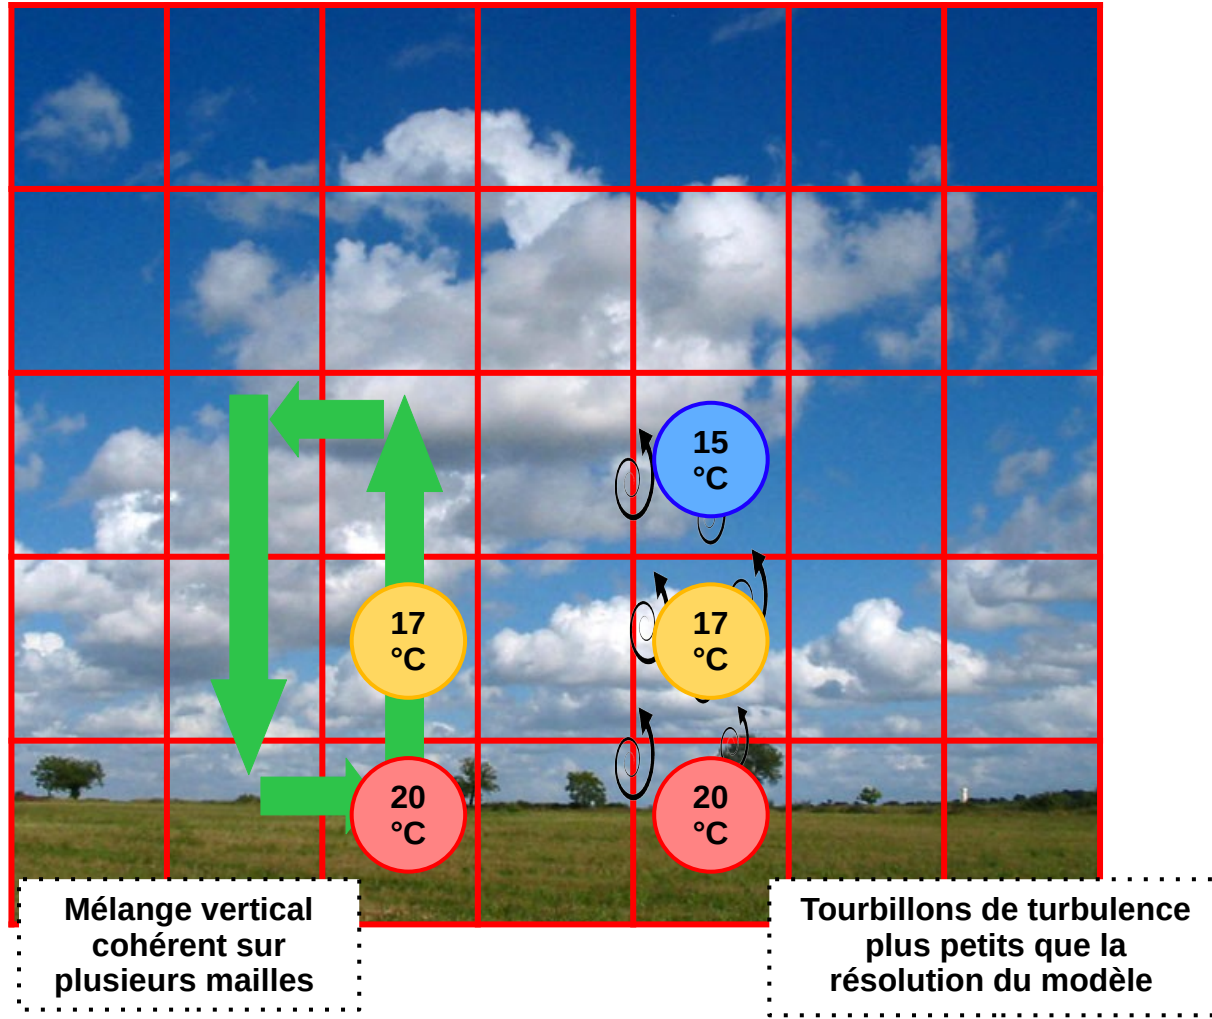 15
°C
17
°C
17
°C
20
°C
20
°C
Mélange vertical
cohérent sur
plusieurs mailles
Tourbillons de turbulence
plus petits que la
résolution du modèle